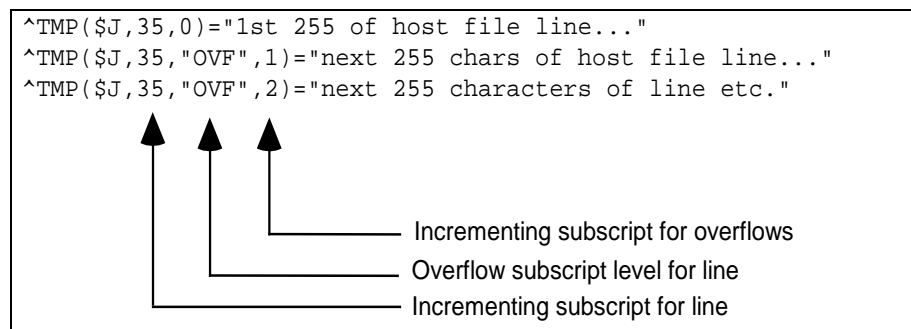 ^TMP($J,35,0)="1st 255 of host file line..."
^TMP($J,35,"OVF",1)="next 255 chars of host file line..."
^TMP($J,35,"OVF",2)="next 255 characters of line etc."
Incrementing subscript for overflows
Overflow subscript level for line
Incrementing subscript for line